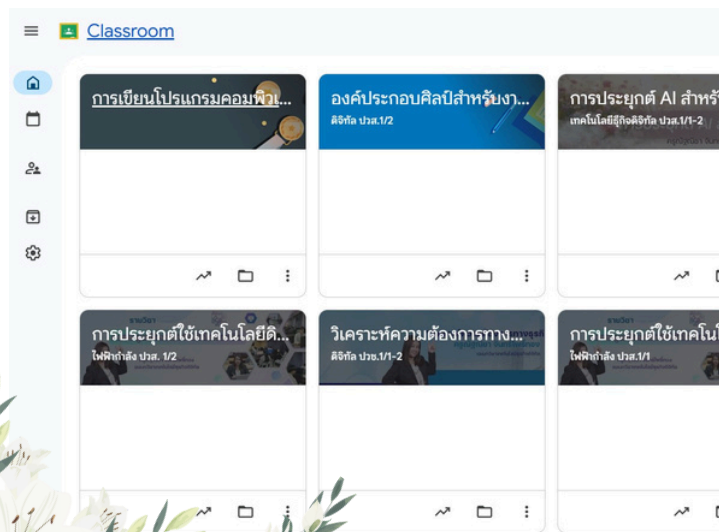 Classroom
การเขียนโปรแกรมคอมพิวเ...
องค์ประกอบศิลป์สำหรับงา...
ดิจิทัล ปวส.1/2
การประยุกต์ AI สำหรั
เทคโนโลยีธุรกิจดิจิทัล ปวส.1/1-2
การประยุกต์ใช้เทคโนโลยีดิ...
ไฟฟ้ากำลัง ปวส. 1/2
วิเคราะห์ความต้องการทาง...
ดิจิทัล ปวช.1/1-2
การประยุกต์ใช้เทคโนโ
ไฟฟ้ากำลัง ปวส.1/1